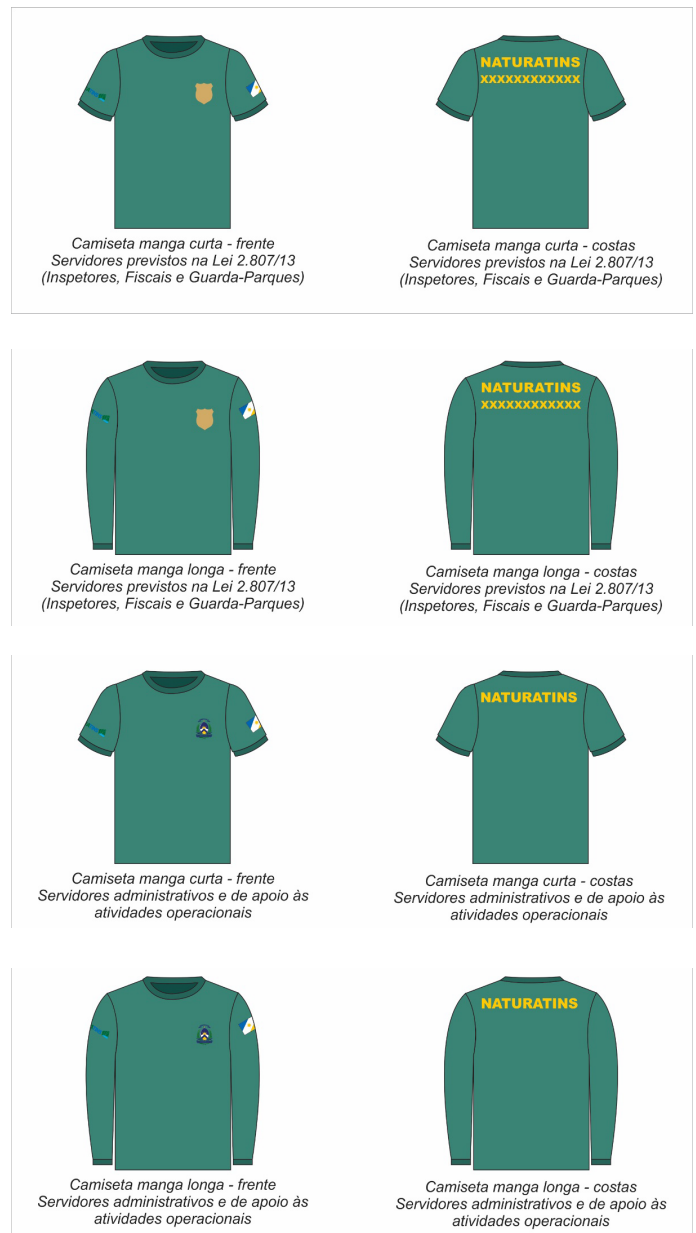 NATURATINS
XXXXXXXXXXXX
Camiseta manga curta - frente
Servidores previstos na Lei 2.807/13
(Inspetores, Fiscais e Guarda-Parques)
Camiseta manga curta - costas
Servidores previstos na Lei 2.807/13
(Inspetores, Fiscais e Guarda-Parques)
NATURATINS
XXXXXXXXXXXX
Camiseta manga longa - frente
Servidores previstos na Lei 2.807/13
(Inspetores, Fiscais e Guarda-Parques)
Camiseta manga longa - costas
Servidores previstos na Lei 2.807/13
(Inspetores, Fiscais e Guarda-Parques)
NATURATINS
Camiseta manga curta - frente
Servidores administrativos e de apoio às
atividades operacionais
Camiseta manga curta - costas
Servidores administrativos e de apoio às
atividades operacionais
NATURATINS
Camiseta manga longa - frente
Servidores administrativos e de apoio às
atividades operacionais
Camiseta manga longa - costas
Servidores administrativos e de apoio às
atividades operacionais